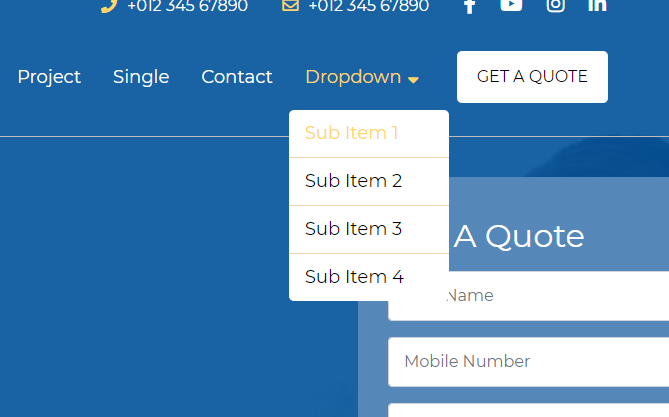 +012 345 67890 +012 345 67890
Project Single Contact Dropdown GET A QUOTE
Sub Item 1
Sub Item 2
Sub Item 3
Sub Item 4
A Quote
Name
Mobile Number